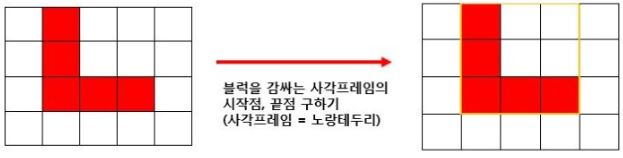 블럭을 감싸는 사각프레임의
시작점, 끝점 구하기
(사각프레임 = 노랑테두리)